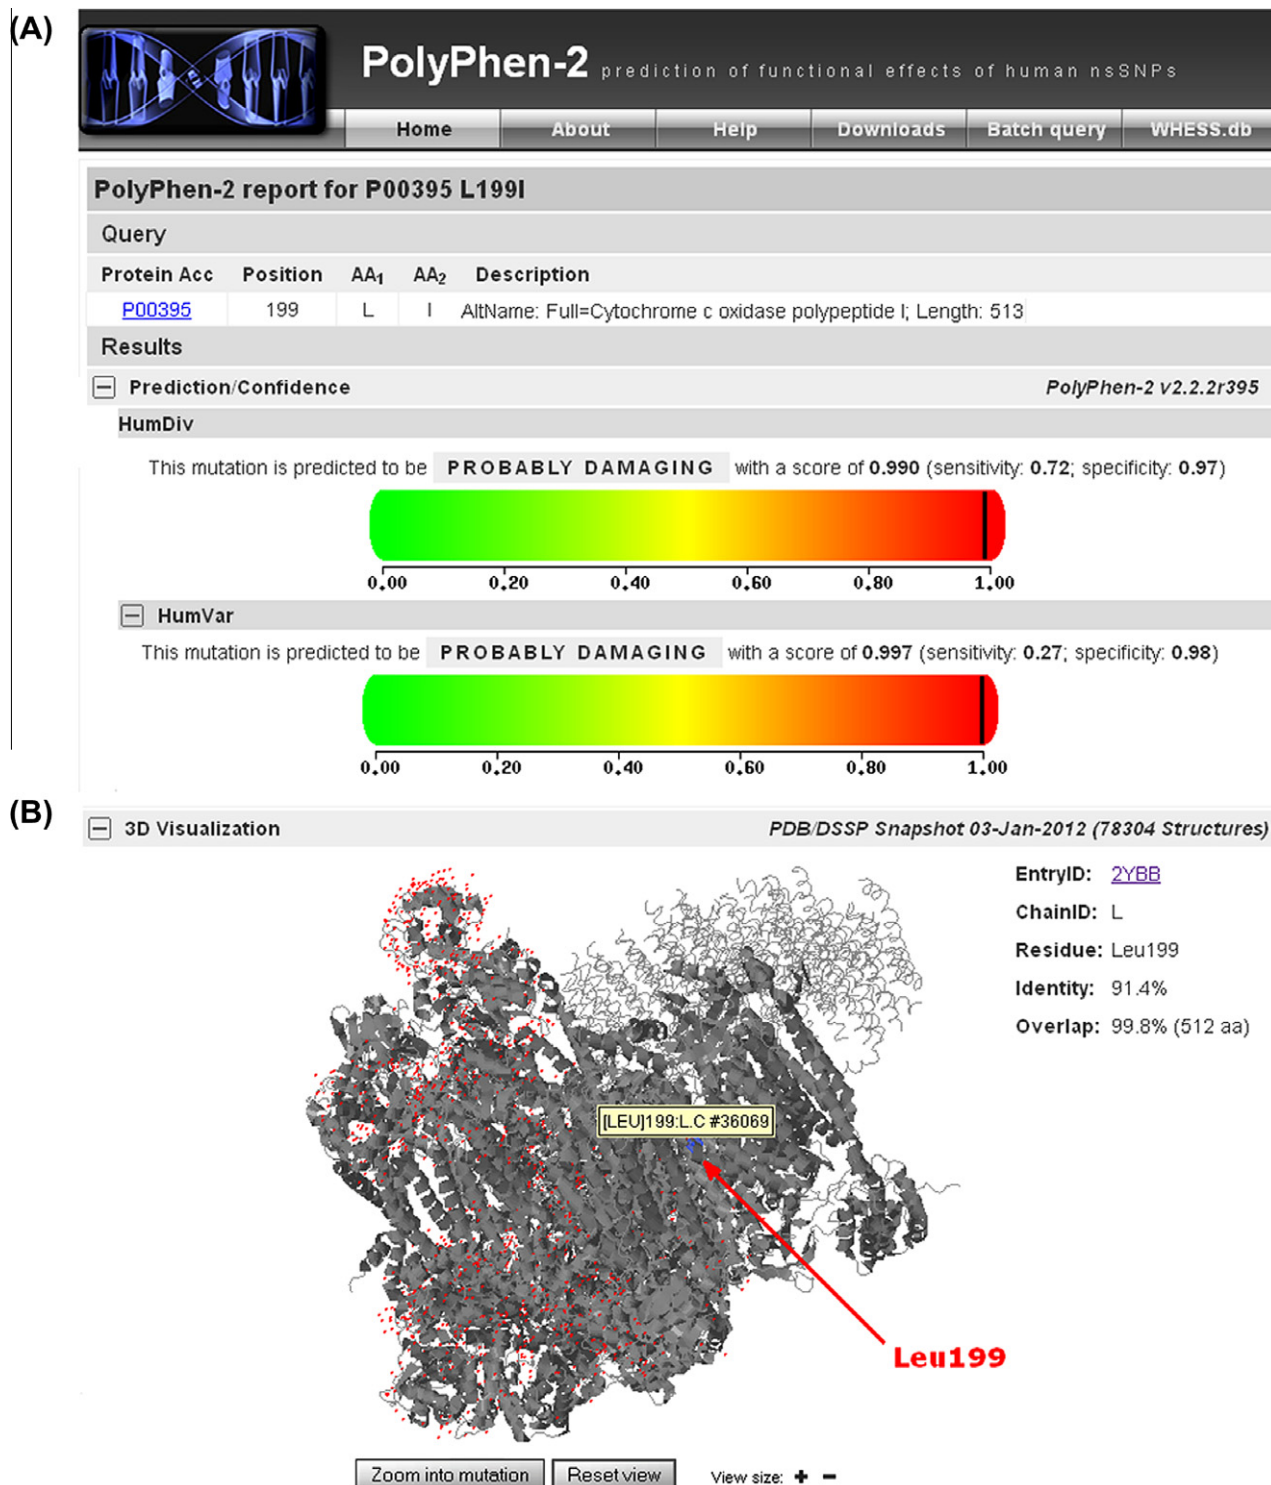 (A)
PolyPhen-2 prediction of functional effects of human nsSNPs
Home About Help Downloads Batch query WHESS.db
PolyPhen-2 report for P00395 L199I
Query
Protein Acc Position AA1 AA2 Description
P00395 199 L I AltName: Full=Cytochrome c oxidase polypeptide I; Length: 513
Results
Prediction/Confidence PolyPhen-2 v2.2.2r395
HumDiv
This mutation is predicted to be PROBABLY DAMAGING with a score of 0.990 (sensitivity: 0.72; specificity: 0.97)
0.00 0.20 0.40 0.60 0.80 1.00
HumVar
This mutation is predicted to be PROBABLY DAMAGING with a score of 0.997 (sensitivity: 0.27; specificity: 0.98)
0.00 0.20 0.40 0.60 0.80 1.00
(B)
3D Visualization PDB/DSSP Snapshot 03-Jan-2012 (78304 Structures)
EntryID: 2YBB
ChainID: L
Residue: Leu199
Identity: 91.4%
Overlap: 99.8% (512 aa)
[LEU]199:L.C #36069
Leu199
Zoom into mutation Reset view View size: + −